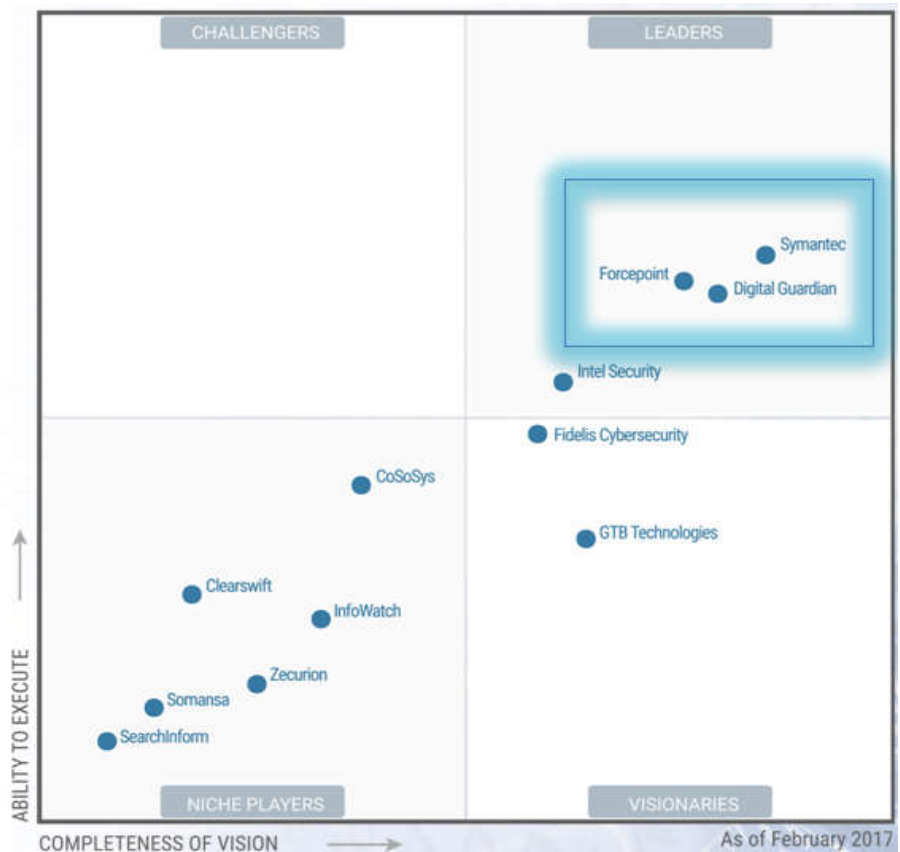 CHALLENGERS
LEADERS
Symantec
Forcepoint
Digital Guardian
Intel Security
Fidelis Cybersecurity
CoSoSys
GTB Technologies
Clearswift
InfoWatch
Zecurion
Somansa
SearchInform
ABILITY TO EXECUTE
NICHE PLAYERS
VISIONARIES
COMPLETENESS OF VISION
As of February 2017